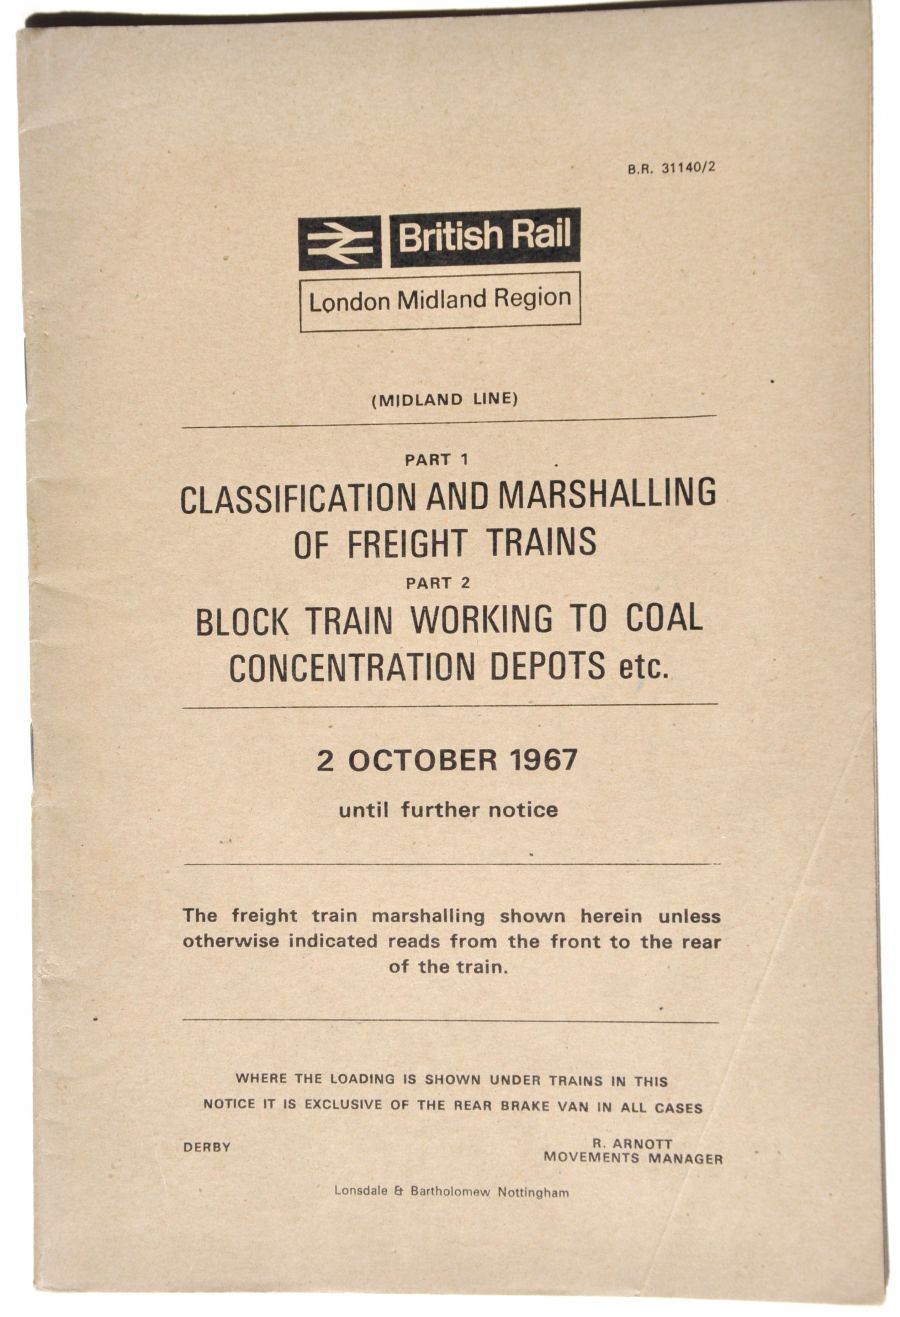 B.R. 31140/2
British Rail
London Midland Region
(MIDLAND LINE)
PART 1
CLASSIFICATION AND MARSHALLING
OF FREIGHT TRAINS
PART 2
BLOCK TRAIN WORKING TO COAL
CONCENTRATION DEPOTS etc.
2 OCTOBER 1967
until further notice
The freight train marshalling shown herein unless
otherwise indicated reads from the front to the rear
of the train.
WHERE THE LOADING IS SHOWN UNDER TRAINS IN THIS
NOTICE IT IS EXCLUSIVE OF THE REAR BRAKE VAN IN ALL CASES
DERBY
R. ARNOTT
MOVEMENTS MANAGER
Lonsdale & Bartholomew Nottingham